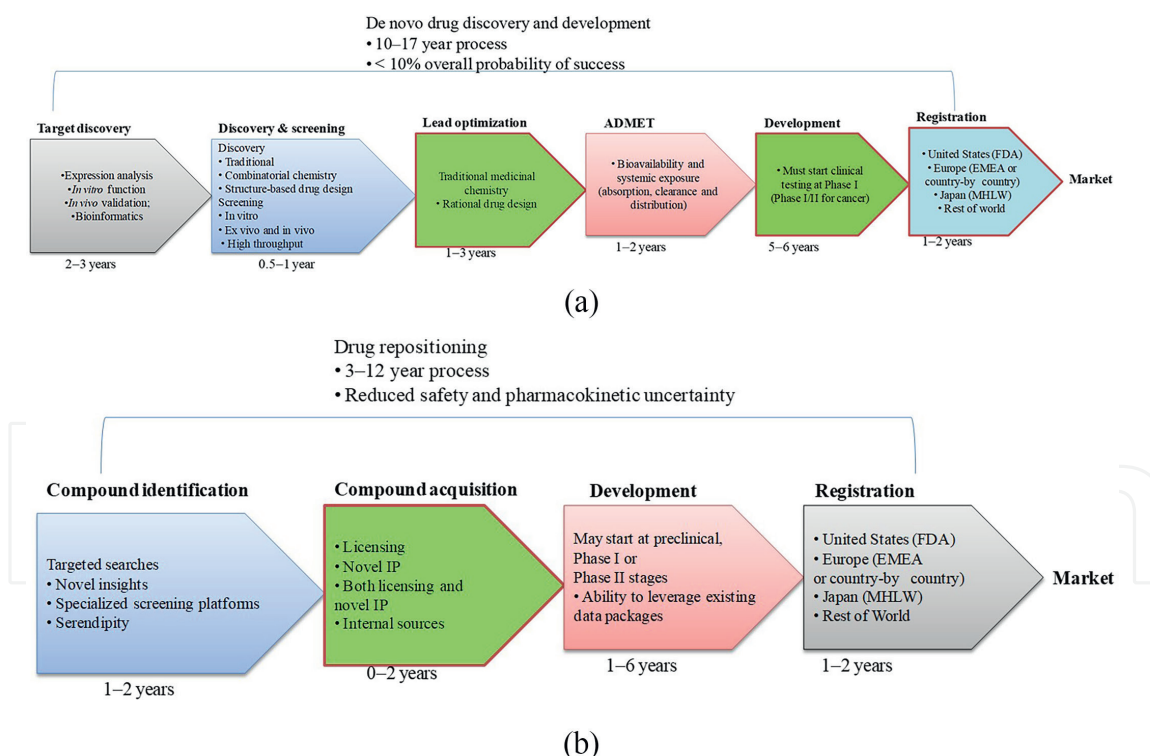 De novo drug discovery and development
• 10–17 year process
• < 10% overall probability of success
Target discovery
•Expression analysis
•In vitro function
•In vivo validation;
•Bioinformatics
2–3 years
Discovery & screening
Discovery
• Traditional
• Combinatorial chemistry
• Structure-based drug design
Screening
• In vitro
• Ex vivo and in vivo
• High throughput
0.5–1 year
Lead optimization
Traditional medicinal
chemistry
• Rational drug design
1–3 years
ADMET
• Bioavailability and
systemic exposure
(absorption, clearance and
distribution)
1–2 years
Development
• Must start clinical
testing at Phase I
(Phase I/II for cancer)
5–6 years
Registration
• United States (FDA)
• Europe (EMEA or
country-by country)
• Japan (MHLW)
• Rest of world
1–2 years
Market
(a)
Drug repositioning
• 3–12 year process
• Reduced safety and pharmacokinetic uncertainty
Compound identification
Targeted searches
• Novel insights
• Specialized screening platforms
• Serendipity
1–2 years
Compound acquisition
• Licensing
• Novel IP
• Both licensing and
novel IP
• Internal sources
0–2 years
Development
May start at preclinical,
Phase I or
Phase II stages
• Ability to leverage existing
data packages
1–6 years
Registration
• United States (FDA)
• Europe (EMEA
or country-by country)
• Japan (MHLW)
• Rest of World
1–2 years
Market
(b)